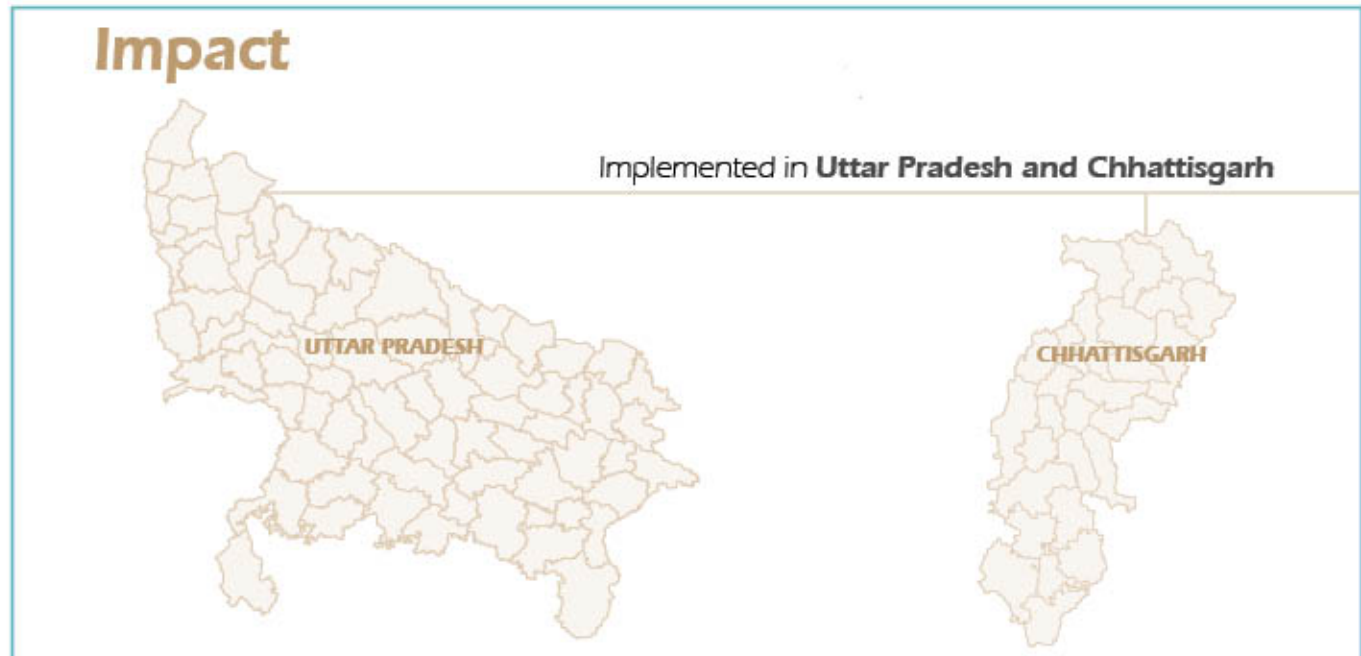 Impact
Implemented in Uttar Pradesh and Chhattisgarh
UTTAR PRADESH
CHHATTISGARH